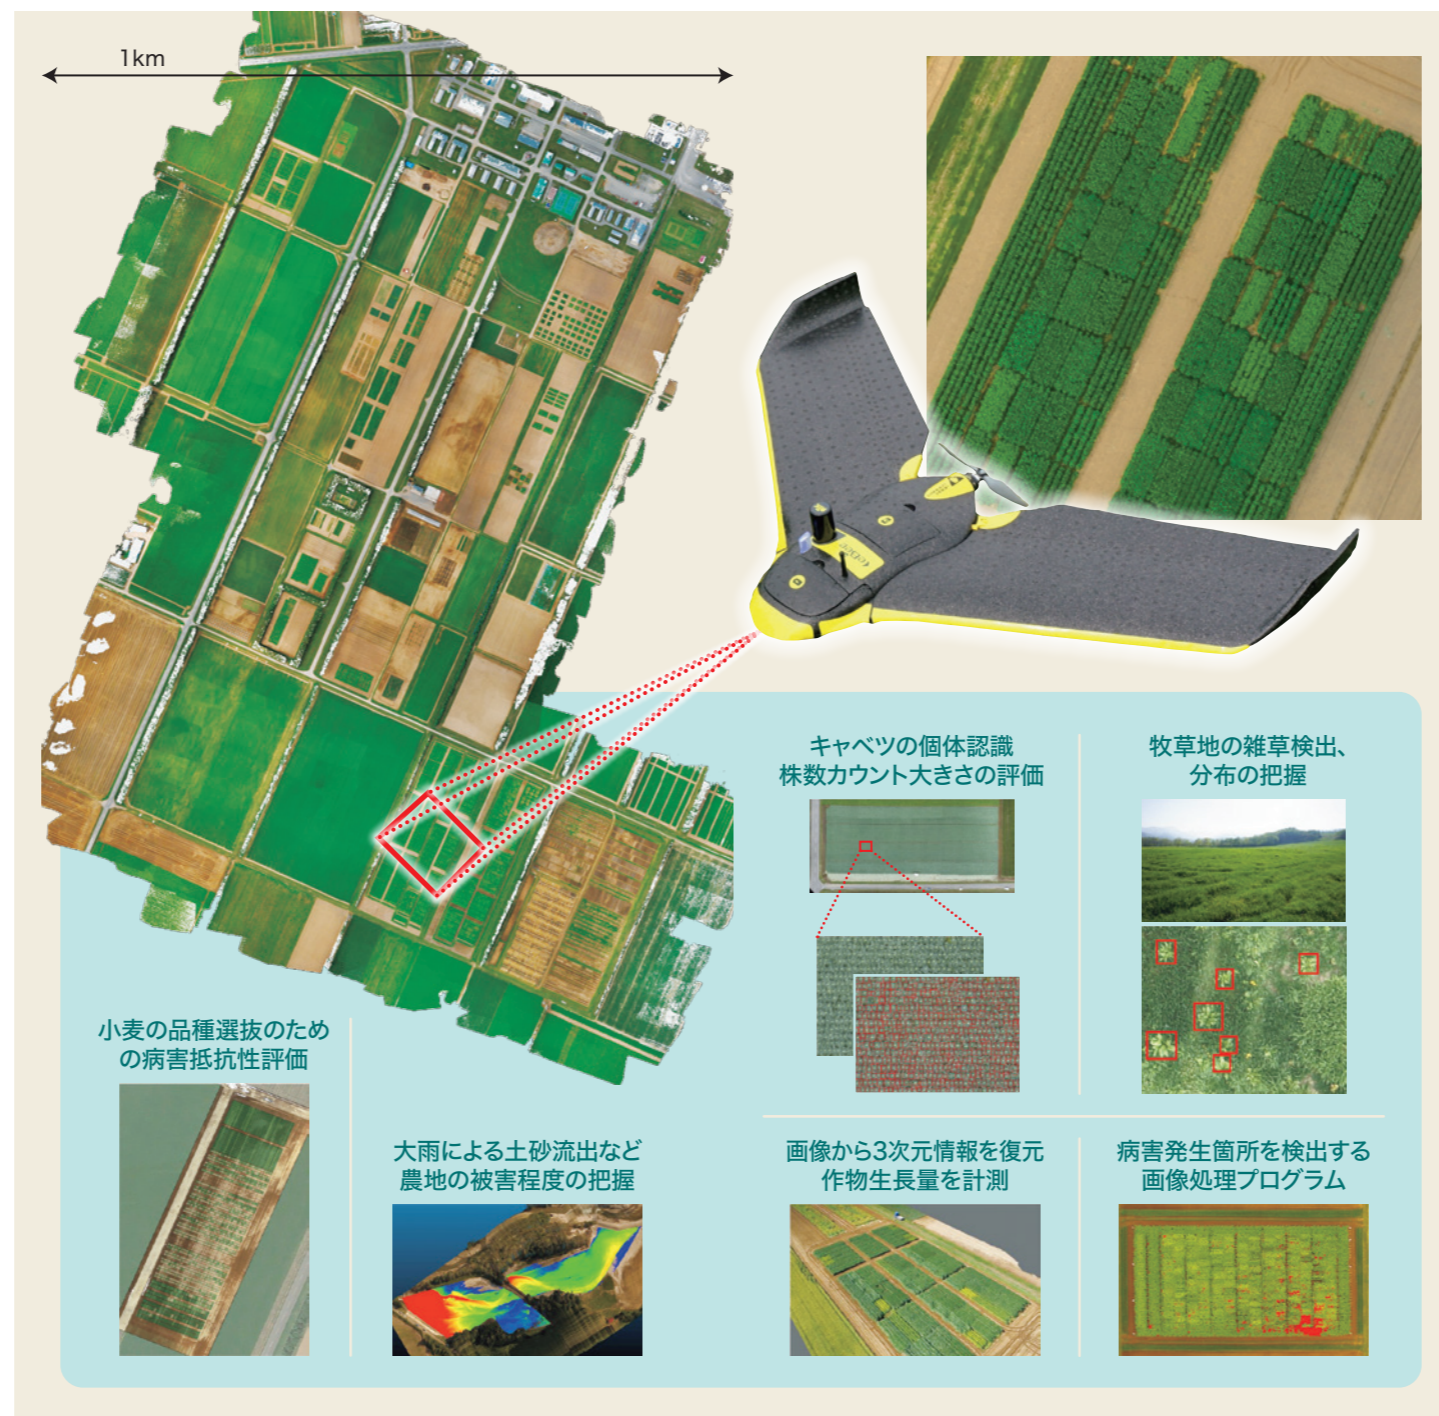 1km
キャベツの個体認識
株数カウント大きさの評価
牧草地の雑草検出、
分布の把握
小麦の品種選抜のため
の病害抵抗性評価
大雨による土砂流出など
農地の被害程度の把握
画像から3次元情報を復元
作物生長量を計測
病害発生箇所を検出する
画像処理プログラム